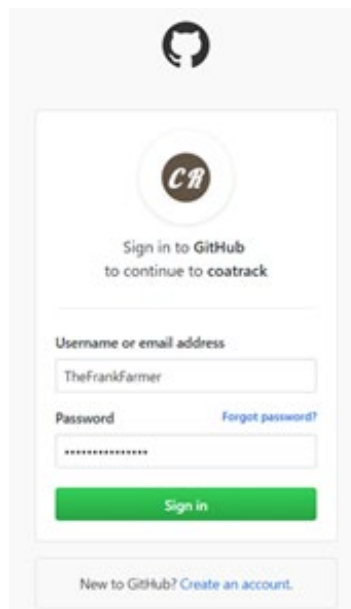 CR
Sign in to GitHub
to continue to coatrack
Username or email address
TheFrankFarmer
Password Forgot password?
•••••••••••••••
Sign in
New to GitHub? Create an account.